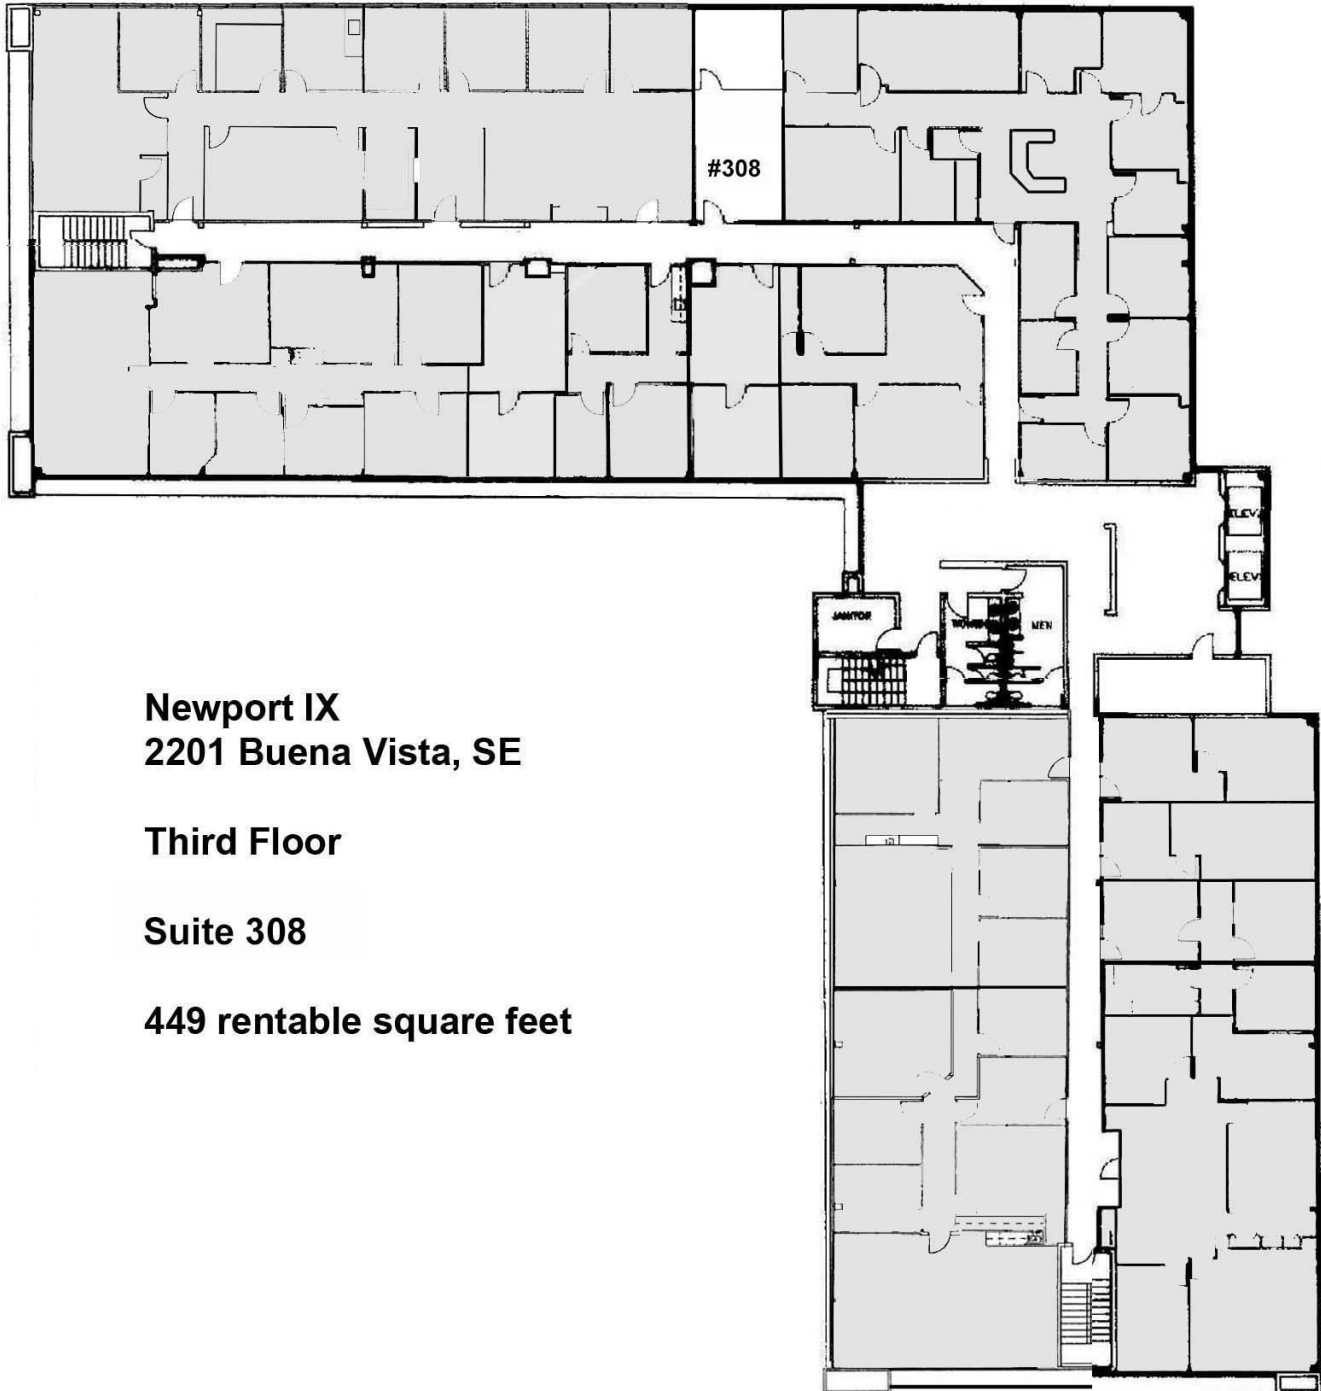 #308
ELEV.
ELEV.
JANITOR
WOMEN
MEN
Newport IX
2201 Buena Vista, SE
Third Floor
Suite 308
449 rentable square feet